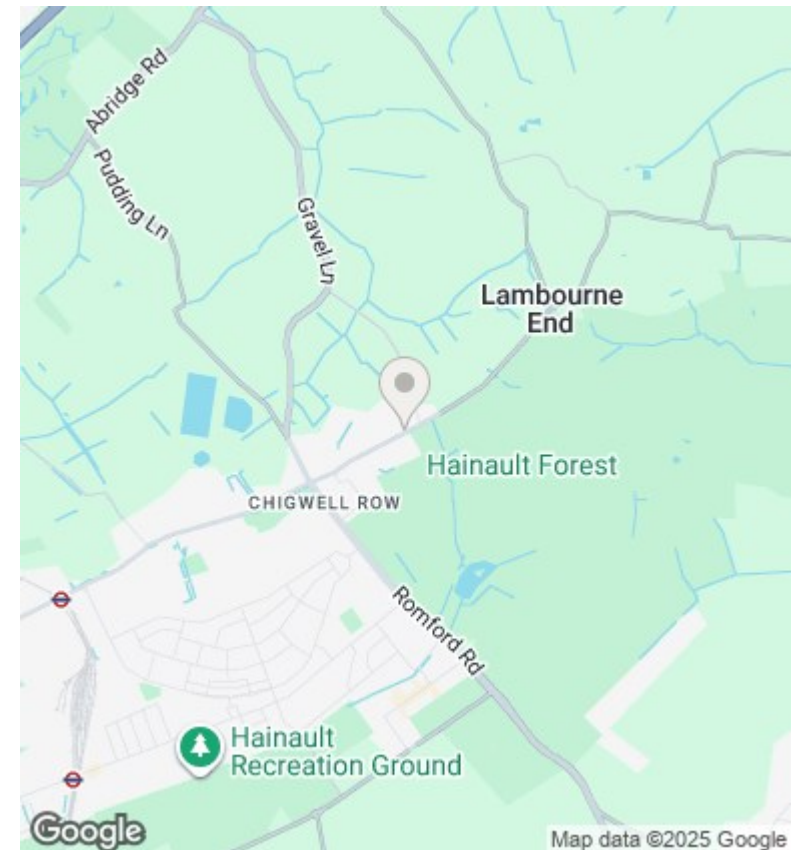 Abridge Rd
Pudding Ln
Gravel Ln
Lambourne
End
Hainault Forest
CHIGWELL ROW
Romford Rd
Hainault
Recreation Ground
Google
Map data ©2025 Google